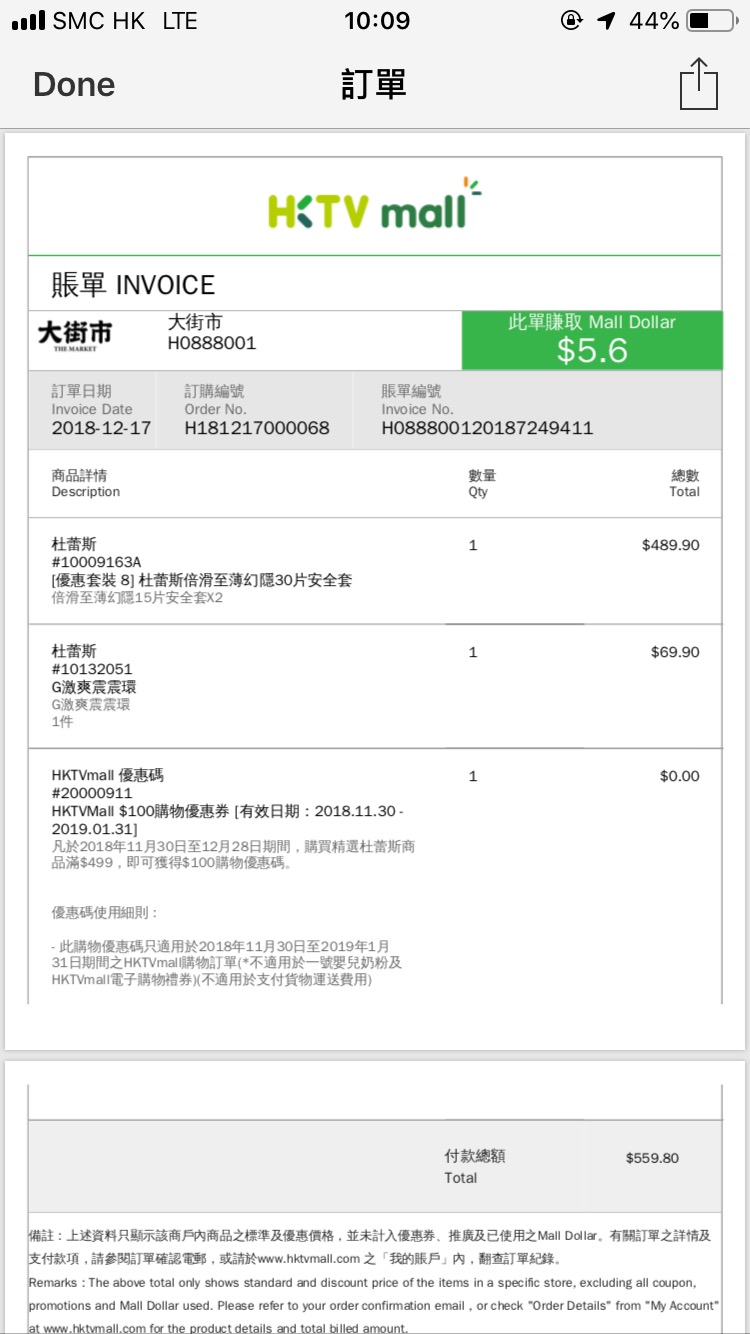 SMC HK LTE 10:09 44%
Done 訂單
HKTV mall
賬單 INVOICE
大街市
THE MARKET
大街市
H0888001
此單賺取 Mall Dollar
$5.6
訂單日期 訂購編號 賬單編號
Invoice Date Order No. Invoice No.
2018-12-17 H181217000068 H088800120187249411
商品詳情 數量 總數
Description Qty Total
杜蕾斯 1 $489.90
#10009163A
[優惠套裝 8] 杜蕾斯倍滑至薄幻隱30片安全套
倍滑至薄幻隱15片安全套X2
杜蕾斯 1 $69.90
#10132051
G激爽震震環
G激爽震震環
1件
HKTVmall 優惠碼 1 $0.00
#20000911
HKTVMall $100購物優惠券 [有效日期：2018.11.30 -
2019.01.31]
凡於2018年11月30日至12月28日期間，購買精選杜蕾斯商
品滿$499，即可獲得$100購物優惠碼。
優惠碼使用細則：
- 此購物優惠碼只適用於2018年11月30日至2019年1月
31日期間之HKTVmall購物訂單(*不適用於一號嬰兒奶粉及
HKTVmall電子購物禮券)(不適用於支付貨物運送費用)
付款總額 $559.80
Total
備註：上述資料只顯示該商戶內商品之標準及優惠價格，並未計入優惠券、推廣及已使用之Mall Dollar。有關訂單之詳情及
支付款項，請參閱訂單確認電郵，或請於www.hktvmall.com 之「我的賬戶」內，翻查訂單紀錄。
Remarks : The above total only shows standard and discount price of the items in a specific store, excluding all coupon,
promotions and Mall Dollar used. Please refer to your order confirmation email , or check "Order Details" from "My Account"
at www.hktvmall.com for the product details and total billed amount.